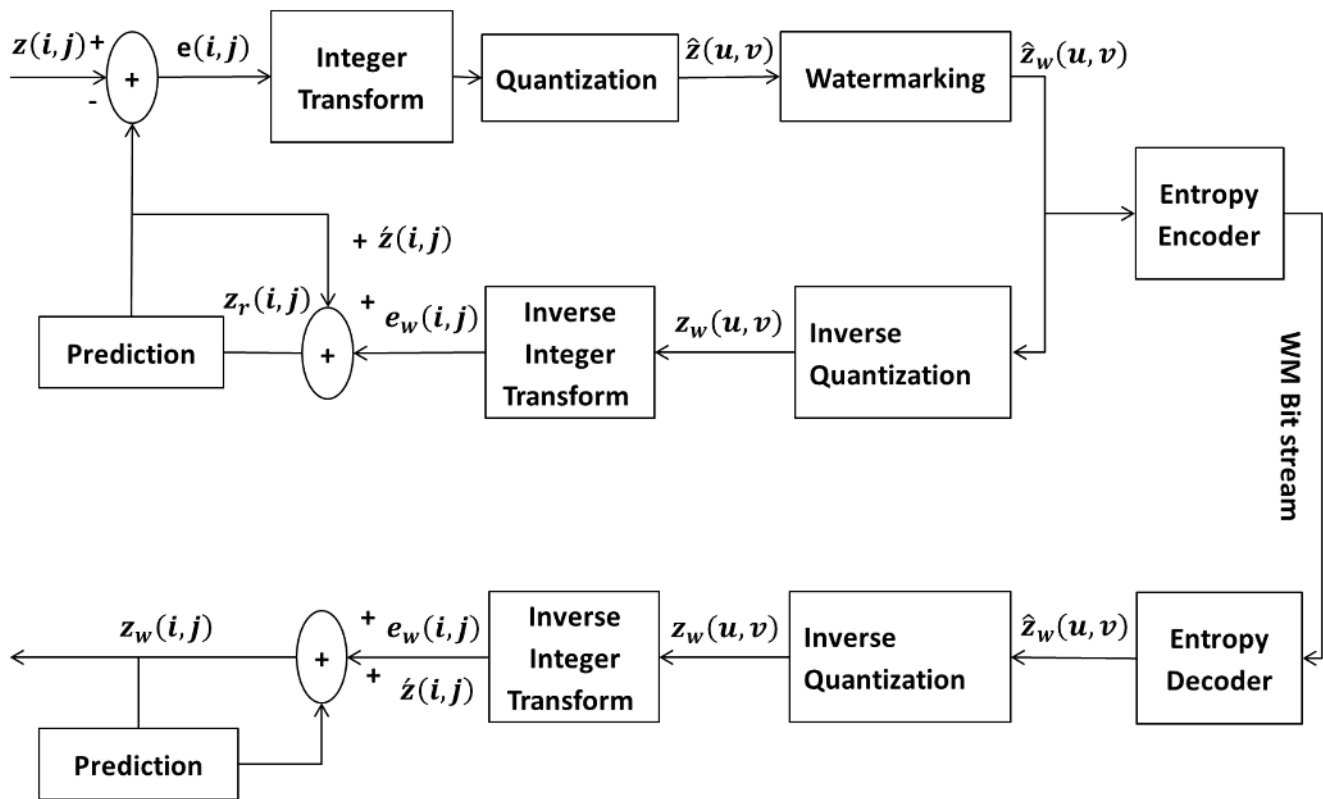 z(i,j) +
-
+
e(i,j)
Integer
Transform
Quantization
ẑ(u,v)
Watermarking
ẑ_w(u,v)
Entropy
Encoder
+ ź(i,j)
z_r(i,j)
+
e_w(i,j)
+
Prediction
Inverse
Integer
Transform
z_w(u,v)
Inverse
Quantization
WM Bit stream
z_w(i,j)
+
+
e_w(i,j)
+
ź(i,j)
Inverse
Integer
Transform
z_w(u,v)
Inverse
Quantization
ẑ_w(u,v)
Entropy
Decoder
Prediction